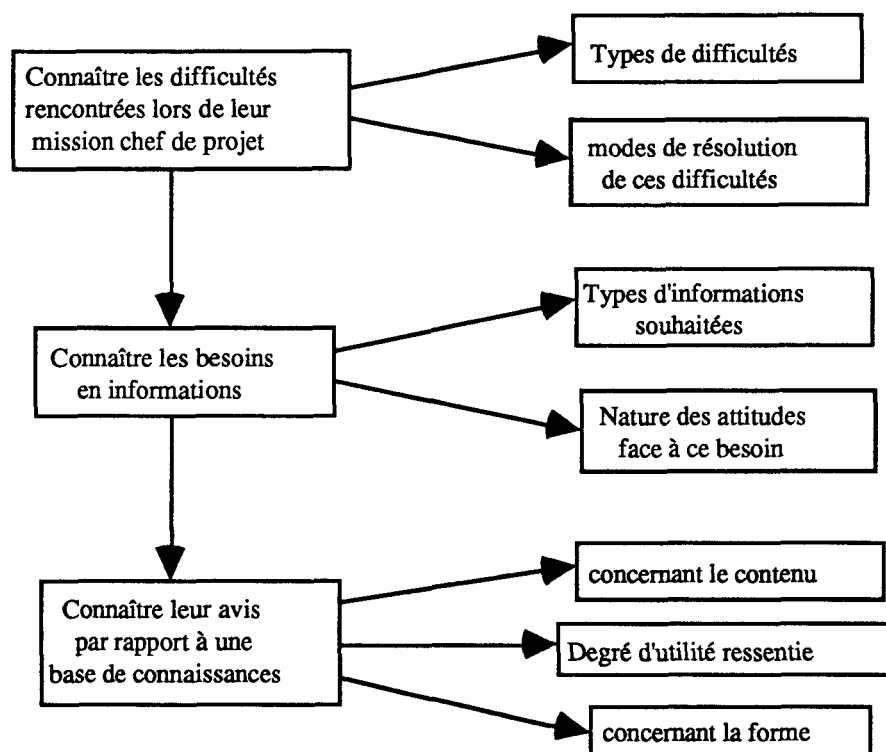 Connaître les difficultés
rencontrées lors de leur
mission chef de projet
Types de difficultés
modes de résolution
de ces difficultés
Connaître les besoins
en informations
Types d'informations
souhaitées
Nature des attitudes
face à ce besoin
Connaître leur avis
par rapport à une
base de connaissances
concernant le contenu
Degré d'utilité ressentie
concernant la forme